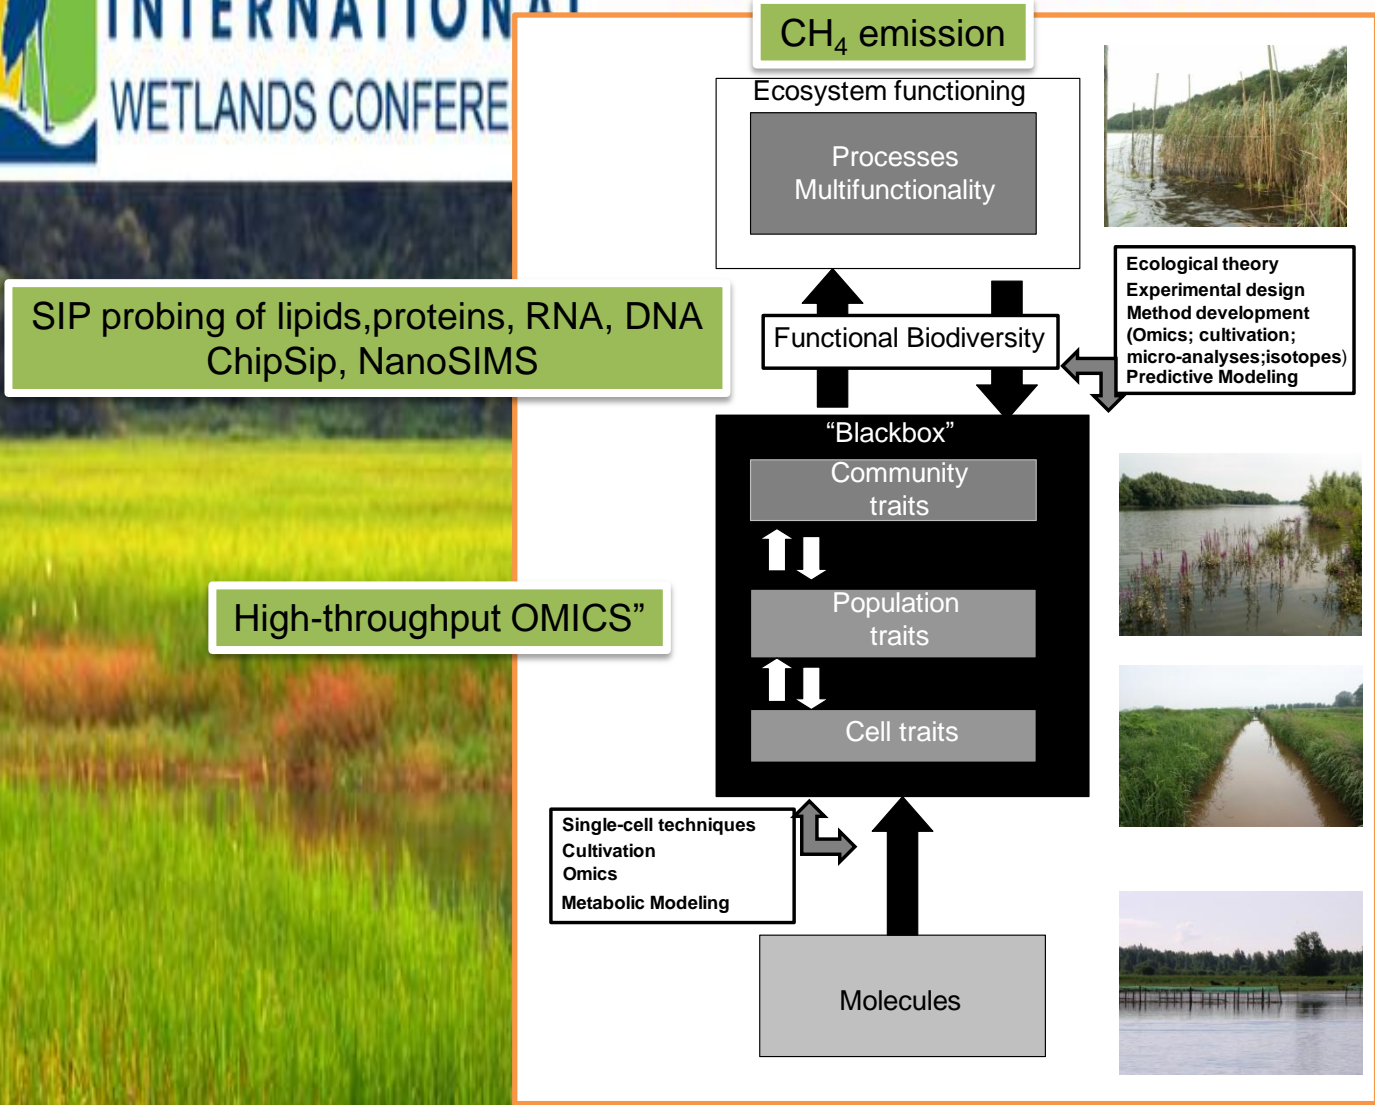 INTERNATIONAL
WETLANDS CONFERE
CH₄ emission
Ecosystem functioning
Processes
Multifunctionality
Ecological theory
Experimental design
Method development
(Omics; cultivation;
micro-analyses;isotopes)
Predictive Modeling
SIP probing of lipids,proteins, RNA, DNA
ChipSip, NanoSIMS
Functional Biodiversity
“Blackbox”
Community
traits
High-throughput OMICS”
Population
traits
Cell traits
Single-cell techniques
Cultivation
Omics
Metabolic Modeling
Molecules